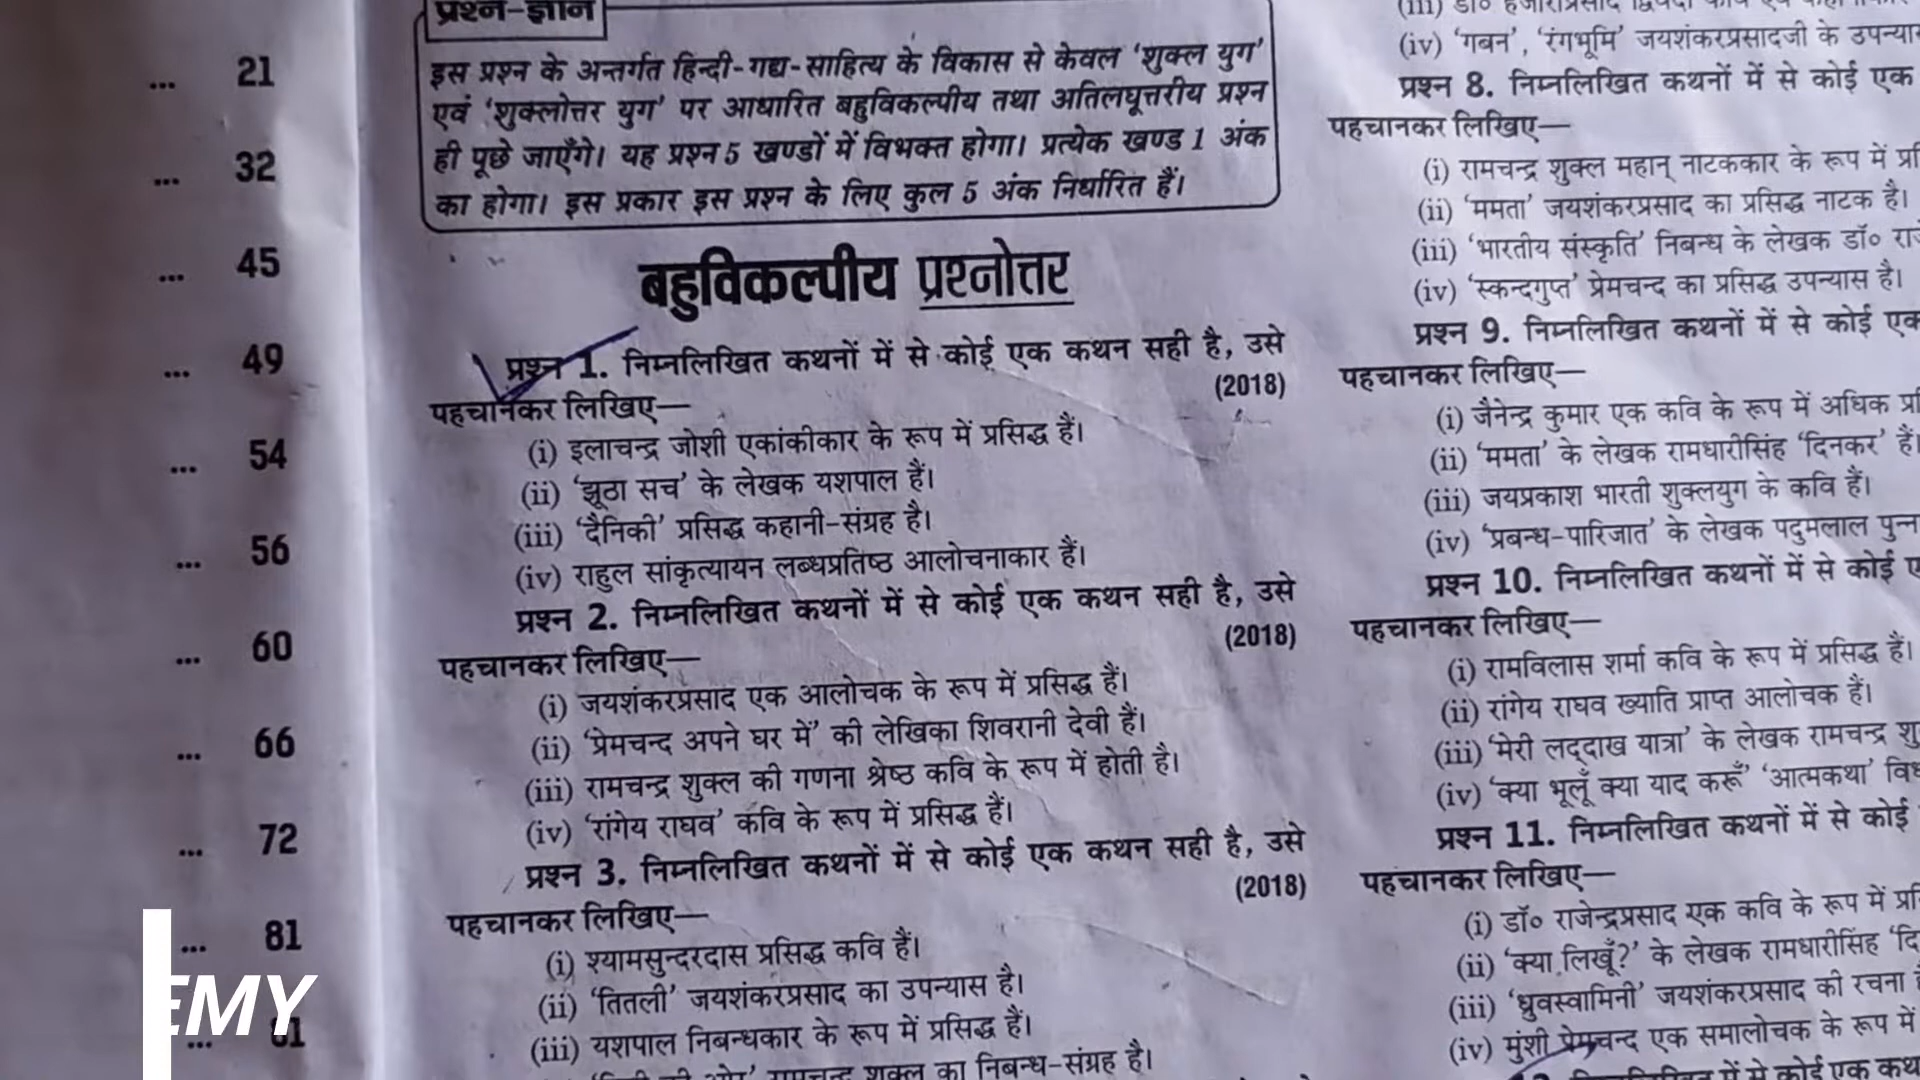 ... 21
... 32
... 45
... 49
... 54
... 56
... 60
... 66
... 72
... 81
... 81
EMY
प्रश्न-ज्ञान
इस प्रश्न के अन्तर्गत हिन्दी-गद्य-साहित्य के विकास से केवल ‘शुक्ल युग’
एवं ‘शुक्लोत्तर युग’ पर आधारित बहुविकल्पीय तथा अतिलघूत्तरीय प्रश्न
ही पूछे जाएँगे। यह प्रश्न 5 खण्डों में विभक्त होगा। प्रत्येक खण्ड 1 अंक
का होगा। इस प्रकार इस प्रश्न के लिए कुल 5 अंक निर्धारित हैं।
बहुविकल्पीय प्रश्नोत्तर
प्रश्न 1. निम्नलिखित कथनों में से कोई एक कथन सही है, उसे
पहचानकर लिखिए— (2018)
(i) इलाचन्द्र जोशी एकांकीकार के रूप में प्रसिद्ध हैं।
(ii) ‘झूठा सच’ के लेखक यशपाल हैं।
(iii) ‘दैनिकी’ प्रसिद्ध कहानी-संग्रह है।
(iv) राहुल सांकृत्यायन लब्धप्रतिष्ठ आलोचनाकार हैं।
प्रश्न 2. निम्नलिखित कथनों में से कोई एक कथन सही है, उसे
पहचानकर लिखिए— (2018)
(i) जयशंकरप्रसाद एक आलोचक के रूप में प्रसिद्ध हैं।
(ii) ‘प्रेमचन्द अपने घर में’ की लेखिका शिवरानी देवी हैं।
(iii) रामचन्द्र शुक्ल की गणना श्रेष्ठ कवि के रूप में होती है।
(iv) ‘रांगेय राघव’ कवि के रूप में प्रसिद्ध हैं।
प्रश्न 3. निम्नलिखित कथनों में से कोई एक कथन सही है, उसे
पहचानकर लिखिए— (2018)
(i) श्यामसुन्दरदास प्रसिद्ध कवि हैं।
(ii) ‘तितली’ जयशंकरप्रसाद का उपन्यास है।
(iii) यशपाल निबन्धकार के रूप में प्रसिद्ध हैं।
रामचन्द्र शुक्ल का निबन्ध-संग्रह है।
(iii) डॉ० हजारीप्रसाद द्विवेदी
(iv) ‘गबन’, ‘रंगभूमि’ जयशंकरप्रसादजी के
प्रश्न 8. निम्नलिखित कथनों में से कोई एक
पहचानकर लिखिए—
(i) रामचन्द्र शुक्ल महान् नाटककार के रूप में
(ii) ‘ममता’ जयशंकरप्रसाद का प्रसिद्ध नाटक है।
(iii) ‘भारतीय संस्कृति’ निबन्ध के लेखक डॉ०
(iv) ‘स्कन्दगुप्त’ प्रेमचन्द का प्रसिद्ध उपन्यास है।
प्रश्न 9. निम्नलिखित कथनों में से कोई एक
पहचानकर लिखिए—
(i) जैनेन्द्र कुमार एक कवि के रूप में अधिक
(ii) ‘ममता’ के लेखक रामधारीसिंह ‘दिनकर’ हैं।
(iii) जयप्रकाश भारती शुक्लयुग के कवि हैं।
(iv) ‘प्रबन्ध-पारिजात’ के लेखक पदुमलाल
प्रश्न 10. निम्नलिखित कथनों में से कोई
पहचानकर लिखिए—
(i) रामविलास शर्मा कवि के रूप में प्रसिद्ध हैं।
(ii) रांगेय राघव ख्याति प्राप्त आलोचक हैं।
(iii) ‘मेरी लद्दाख यात्रा’ के लेखक रामचन्द्र
(iv) ‘क्या भूलूँ क्या याद करूँ’ ‘आत्मकथा’
प्रश्न 11. निम्नलिखित कथनों में से कोई
पहचानकर लिखिए—
(i) डॉ० राजेन्द्रप्रसाद एक कवि के रूप में
(ii) ‘क्या लिखूँ?’ के लेखक रामधारीसिंह
(iii) ‘ध्रुवस्वामिनी’ जयशंकरप्रसाद की रचना
(iv) मुंशी प्रेमचन्द एक समालोचक के रूप में
में से कोई एक